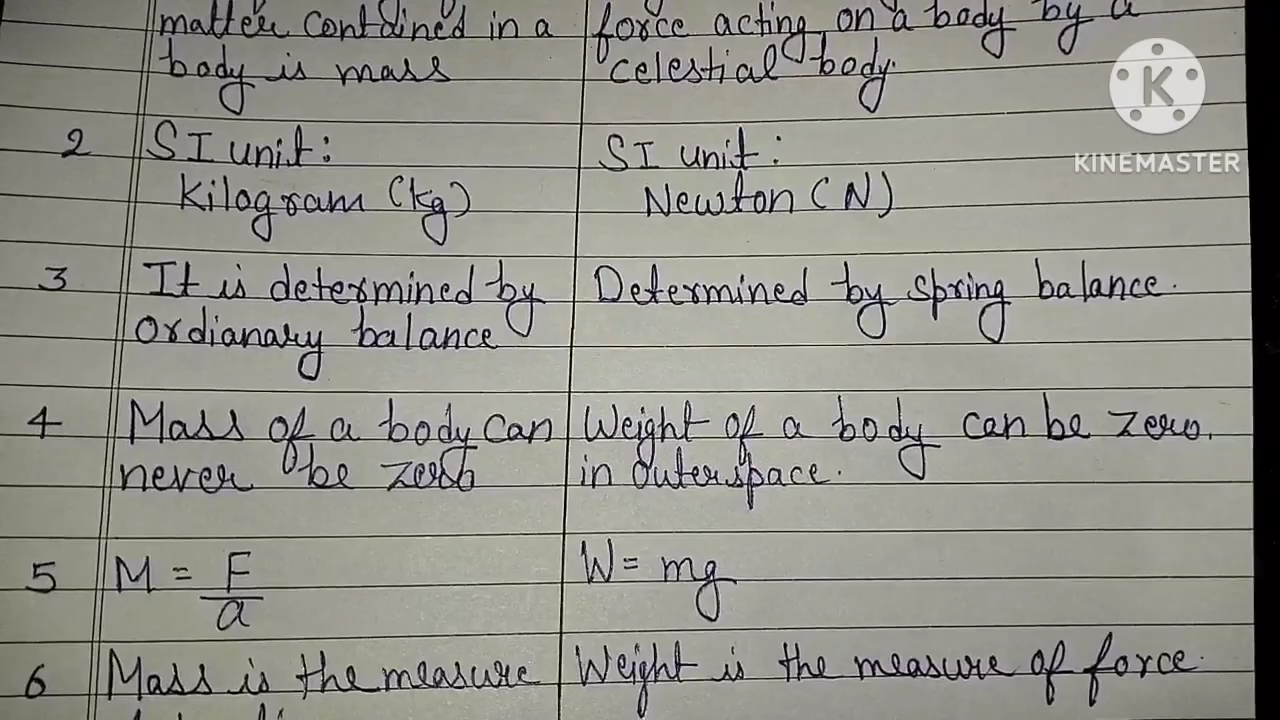 matter contained in a
body is mass
force acting on a body by a
celestial body.
K
KINEMASTER
2
SI unit:
Kilogram (kg)
SI unit:
Newton (N)
3
It is determined by
ordianary balance
Determined by spring balance.
4
Mass of a body can
never be zero
Weight of a body can be zero.
in outerspace.
5
M = F
a
W = mg
6
Mass is the measure
Weight is the measure of force